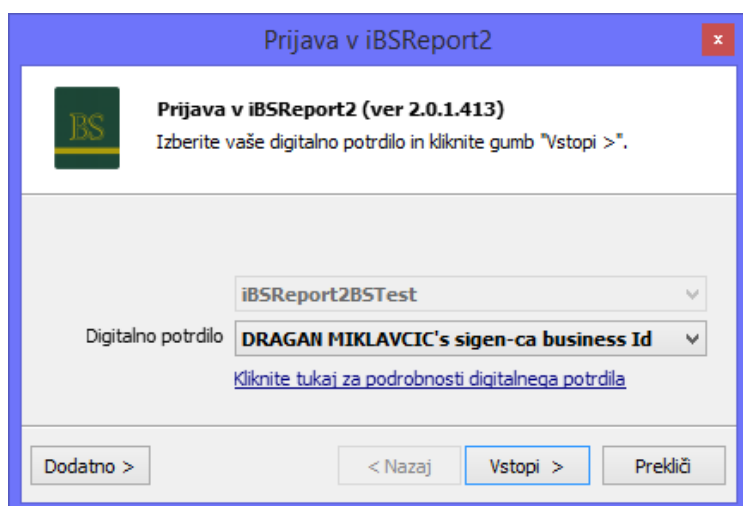 Prijava v iBSReport2
x
BS
Prijava v iBSReport2 (ver 2.0.1.413)
Izberite vaše digitalno potrdilo in kliknite gumb "Vstopi >".
iBSReport2BSTest
Digitalno potrdilo DRAGAN MIKLAVCIC's sigen-ca business Id
Kliknite tukaj za podrobnosti digitalnega potrdila
Dodatno > < Nazaj Vstopi > Prekliči